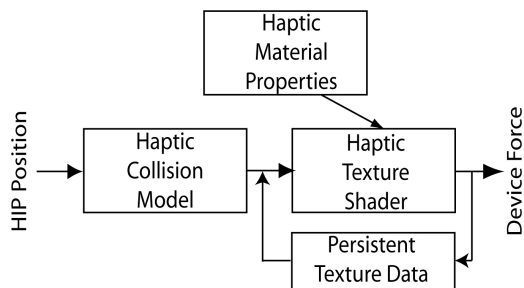 Haptic
Material
Properties
HIP Position
Haptic
Collision
Model
Haptic
Texture
Shader
Device Force
Persistent
Texture Data